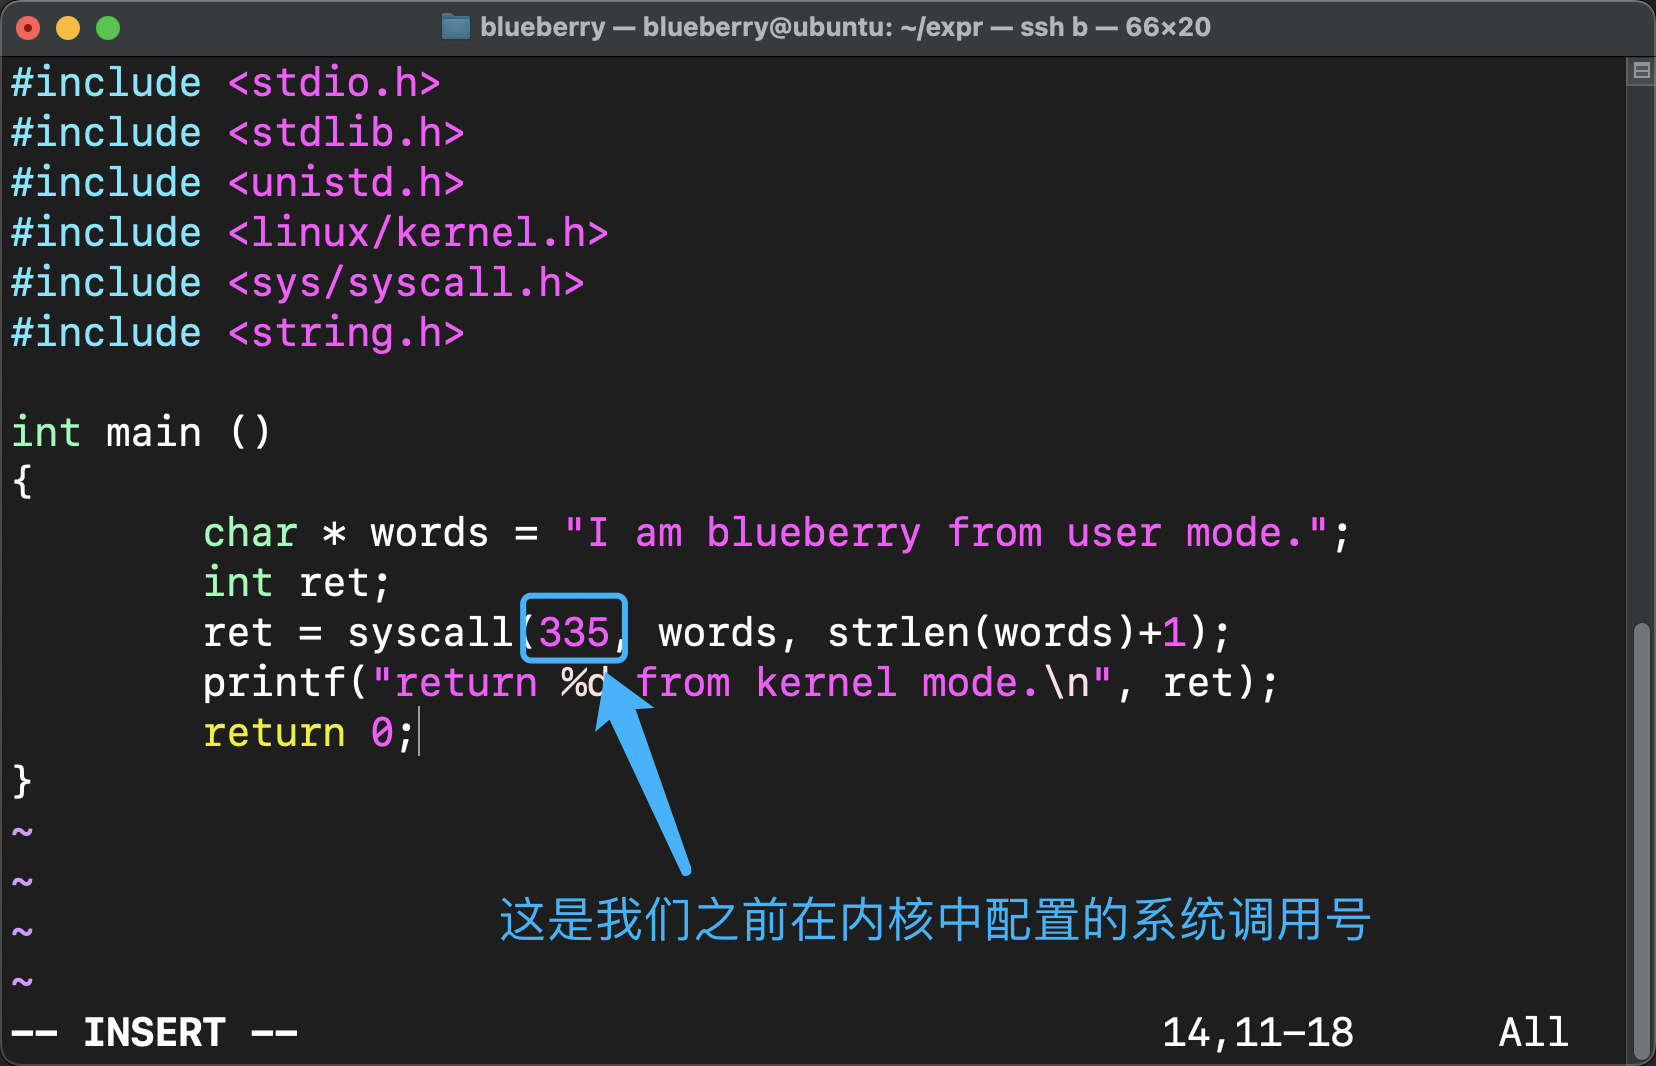 blueberry — blueberry@ubuntu: ~/expr — ssh b — 66×20
#include <stdio.h>
#include <stdlib.h>
#include <unistd.h>
#include <linux/kernel.h>
#include <sys/syscall.h>
#include <string.h>
int main ()
{
char * words = "I am blueberry from user mode.";
int ret;
ret = syscall(335, words, strlen(words)+1);
printf("return %d from kernel mode.\n", ret);
return 0;
}
~
~
这是我们之前在内核中配置的系统调用号
~
~
-- INSERT --
14,11-18
All